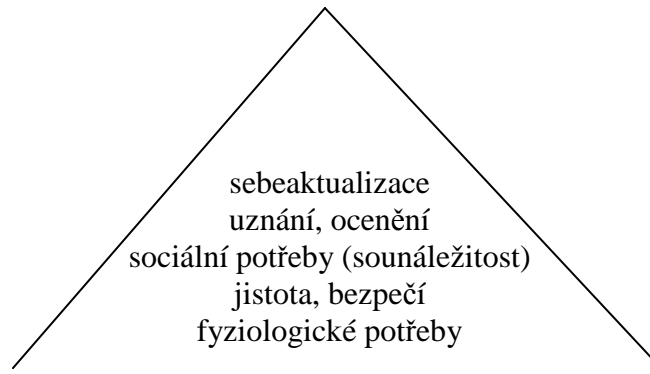 sebeaktualizace
uznání, ocenění
sociální potřeby (sounáležitost)
jistota, bezpečí
fyziologické potřeby